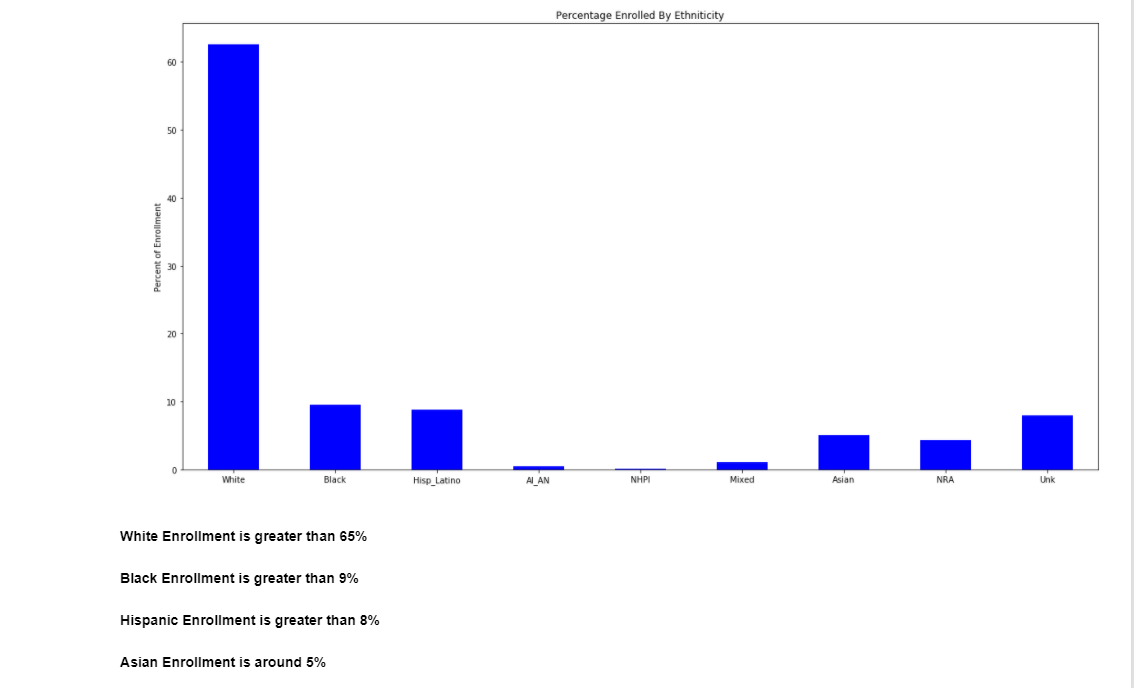 Percentage Enrolled By Ethniticity
60
50
40
30
20
10
0
Percent of Enrollment
White Black Hisp_Latino AI_AN NHPI Mixed Asian NRA Unk
White Enrollment is greater than 65%
Black Enrollment is greater than 9%
Hispanic Enrollment is greater than 8%
Asian Enrollment is around 5%